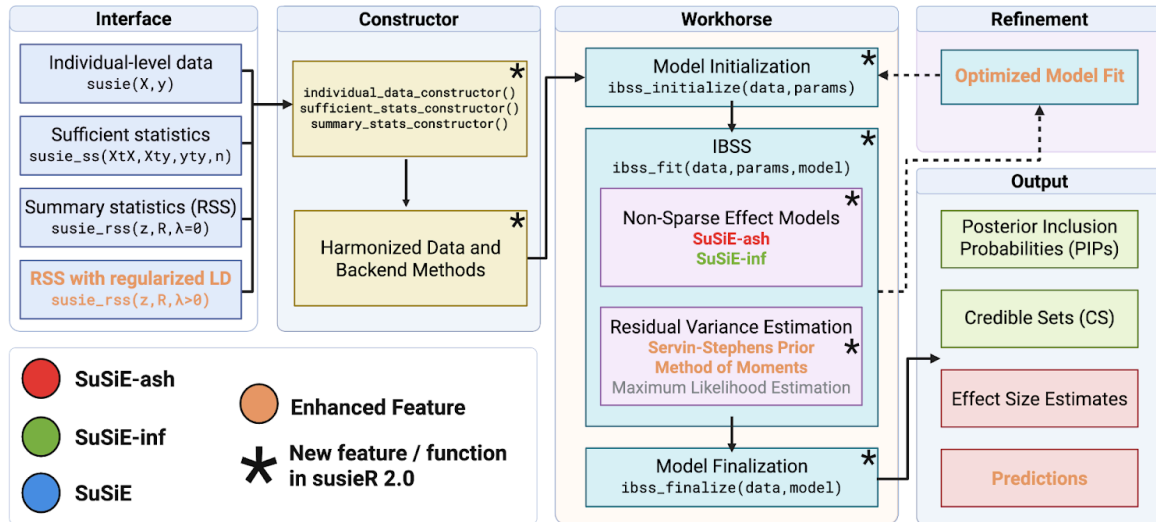 Interface
Individual-level data
susie(X,y)
Sufficient statistics
susie_ss(XtX,Xty,yty,n)
Summary statistics (RSS)
susie_rss(z,R,λ=0)
RSS with regularized LD
susie_rss(z,R,λ>0)
Constructor
*
individual_data_constructor()
sufficient_stats_constructor()
summary_stats_constructor()
*
Harmonized Data and
Backend Methods
Workhorse
*
Model Initialization
ibss_initialize(data,params)
*
IBSS
ibss_fit(data,params,model)
*
Non-Sparse Effect Models
SuSiE-ash
SuSiE-inf
Residual Variance Estimation
Servin-Stephens Prior
*
Method of Moments
Maximum Likelihood Estimation
*
Model Finalization
ibss_finalize(data,model)
Refinement
Optimized Model Fit
Output
Posterior Inclusion
Probabilities (PIPs)
Credible Sets (CS)
Effect Size Estimates
Predictions
SuSiE-ash
SuSiE-inf
SuSiE
Enhanced Feature
* New feature / function
in susieR 2.0